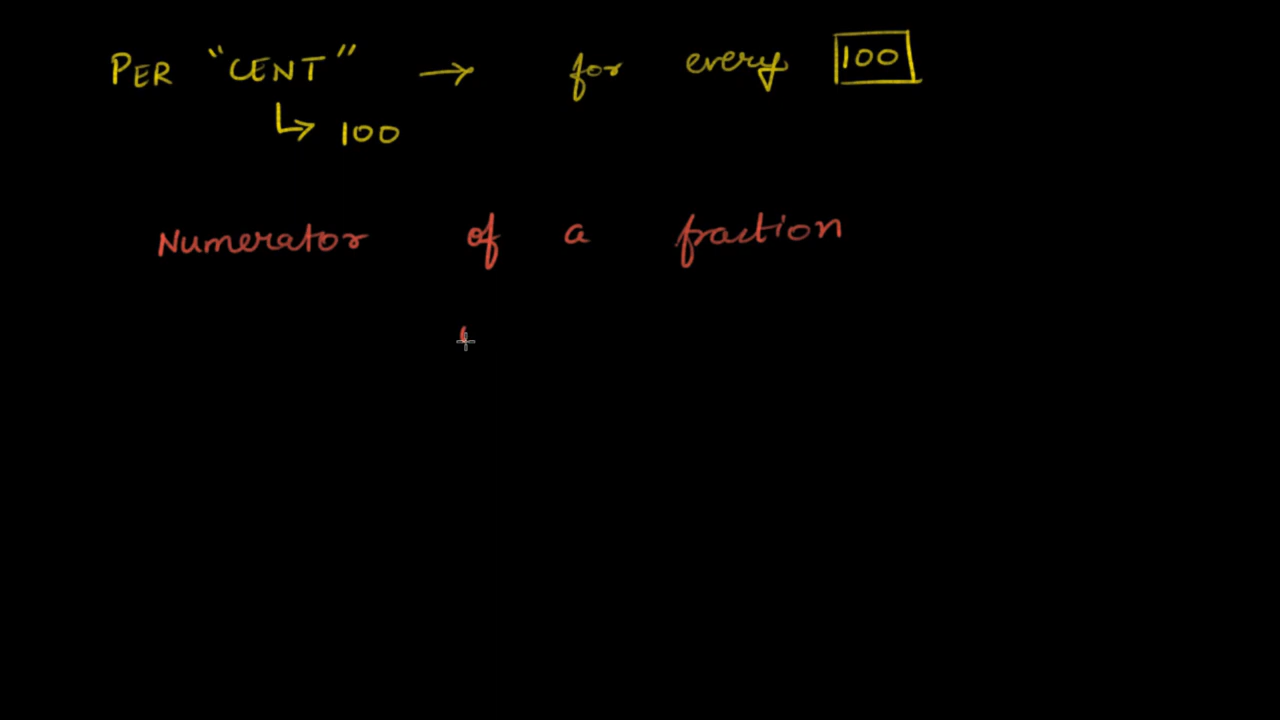 PER "CENT" → for every 100
↳ 100
Numerator of a fraction